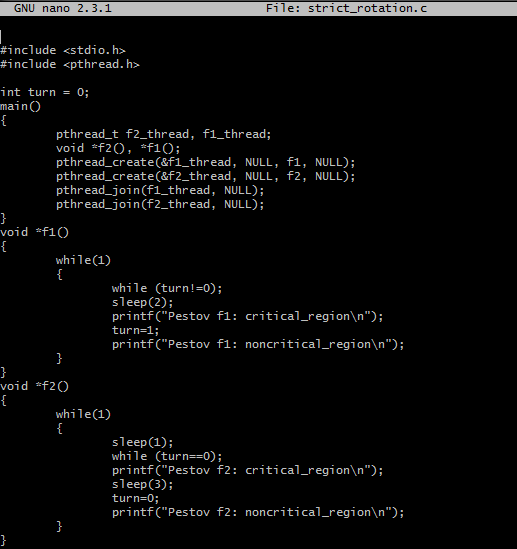 GNU nano 2.3.1 File: strict_rotation.c
#include <stdio.h>
#include <pthread.h>
int turn = 0;
main()
{
pthread_t f2_thread, f1_thread;
void *f2(), *f1();
pthread_create(&f1_thread, NULL, f1, NULL);
pthread_create(&f2_thread, NULL, f2, NULL);
pthread_join(f1_thread, NULL);
pthread_join(f2_thread, NULL);
}
void *f1()
{
while(1)
{
while (turn!=0);
sleep(2);
printf("Pestov f1: critical_region\n");
turn=1;
printf("Pestov f1: noncritical_region\n");
}
}
void *f2()
{
while(1)
{
sleep(1);
while (turn==0);
printf("Pestov f2: critical_region\n");
sleep(3);
turn=0;
printf("Pestov f2: noncritical_region\n");
}
}